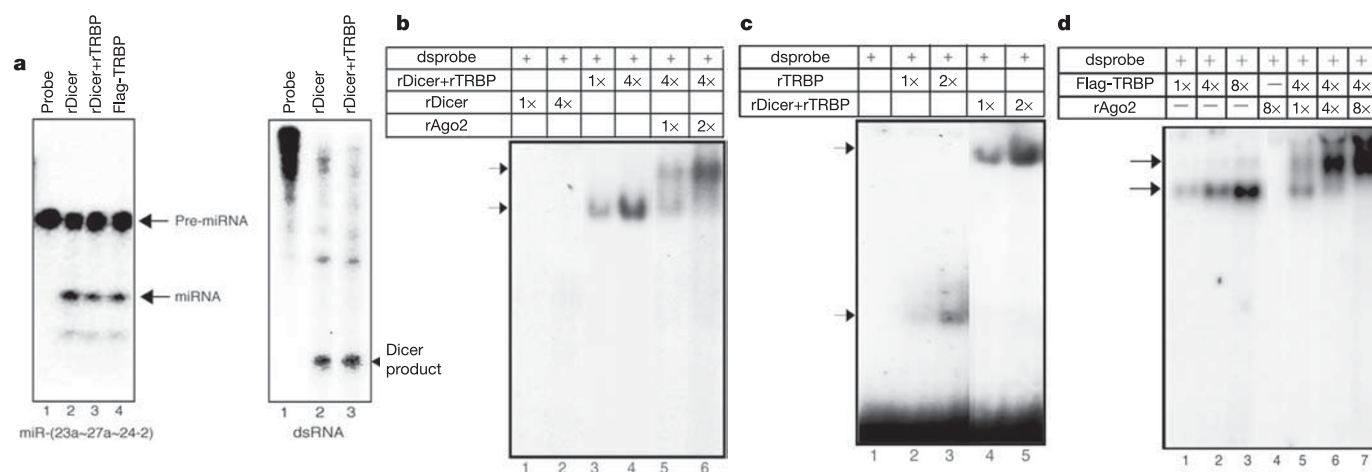 a
Probe
rDicer
rDicer+rTRBP
Flag-TRBP
Pre-miRNA
miRNA
1 2 3 4
miR-(23a~27a~24-2)
Probe
rDicer
rDicer+rTRBP
Dicer
product
1 2 3
dsRNA
b
dsprobe + + + + + +
rDicer+rTRBP 1× 4× 4× 4×
rDicer 1× 4×
rAgo2 1× 2×
1 2 3 4 5 6
c
dsprobe + + + + +
rTRBP 1× 2×
rDicer+rTRBP 1× 2×
1 2 3 4 5
d
dsprobe + + + + + + +
Flag-TRBP 1× 4× 8× — 4× 4× 4×
rAgo2 — — — 8× 1× 4× 8×
1 2 3 4 5 6 7